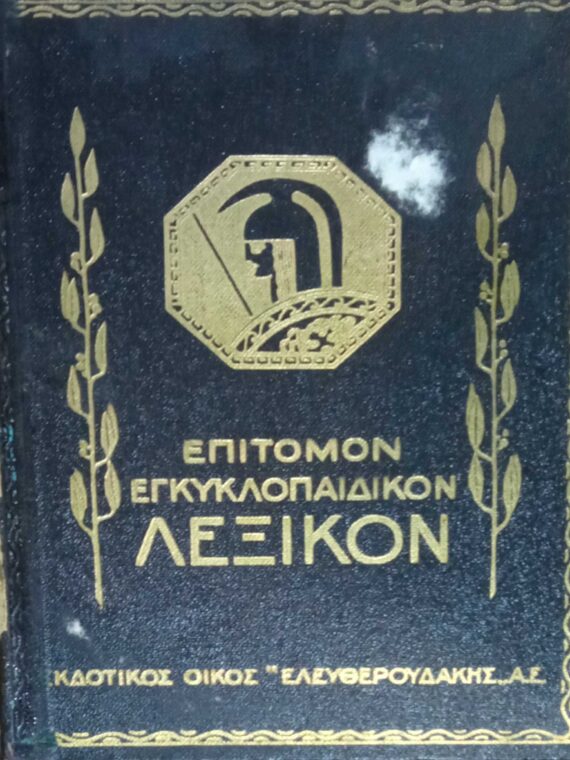 ΕΠΙΤΟΜΟΝ
ΕΓΚΥΚΛΟΠΑΙΔΙΚΟΝ
ΛΕΞΙΚΟΝ
ΚΔΟΤΙΚΟΣ ΟΙΚΟΣ "ΕΛΕΥΘΕΡΟΥΔΑΚΗΣ„ Α.Ε.